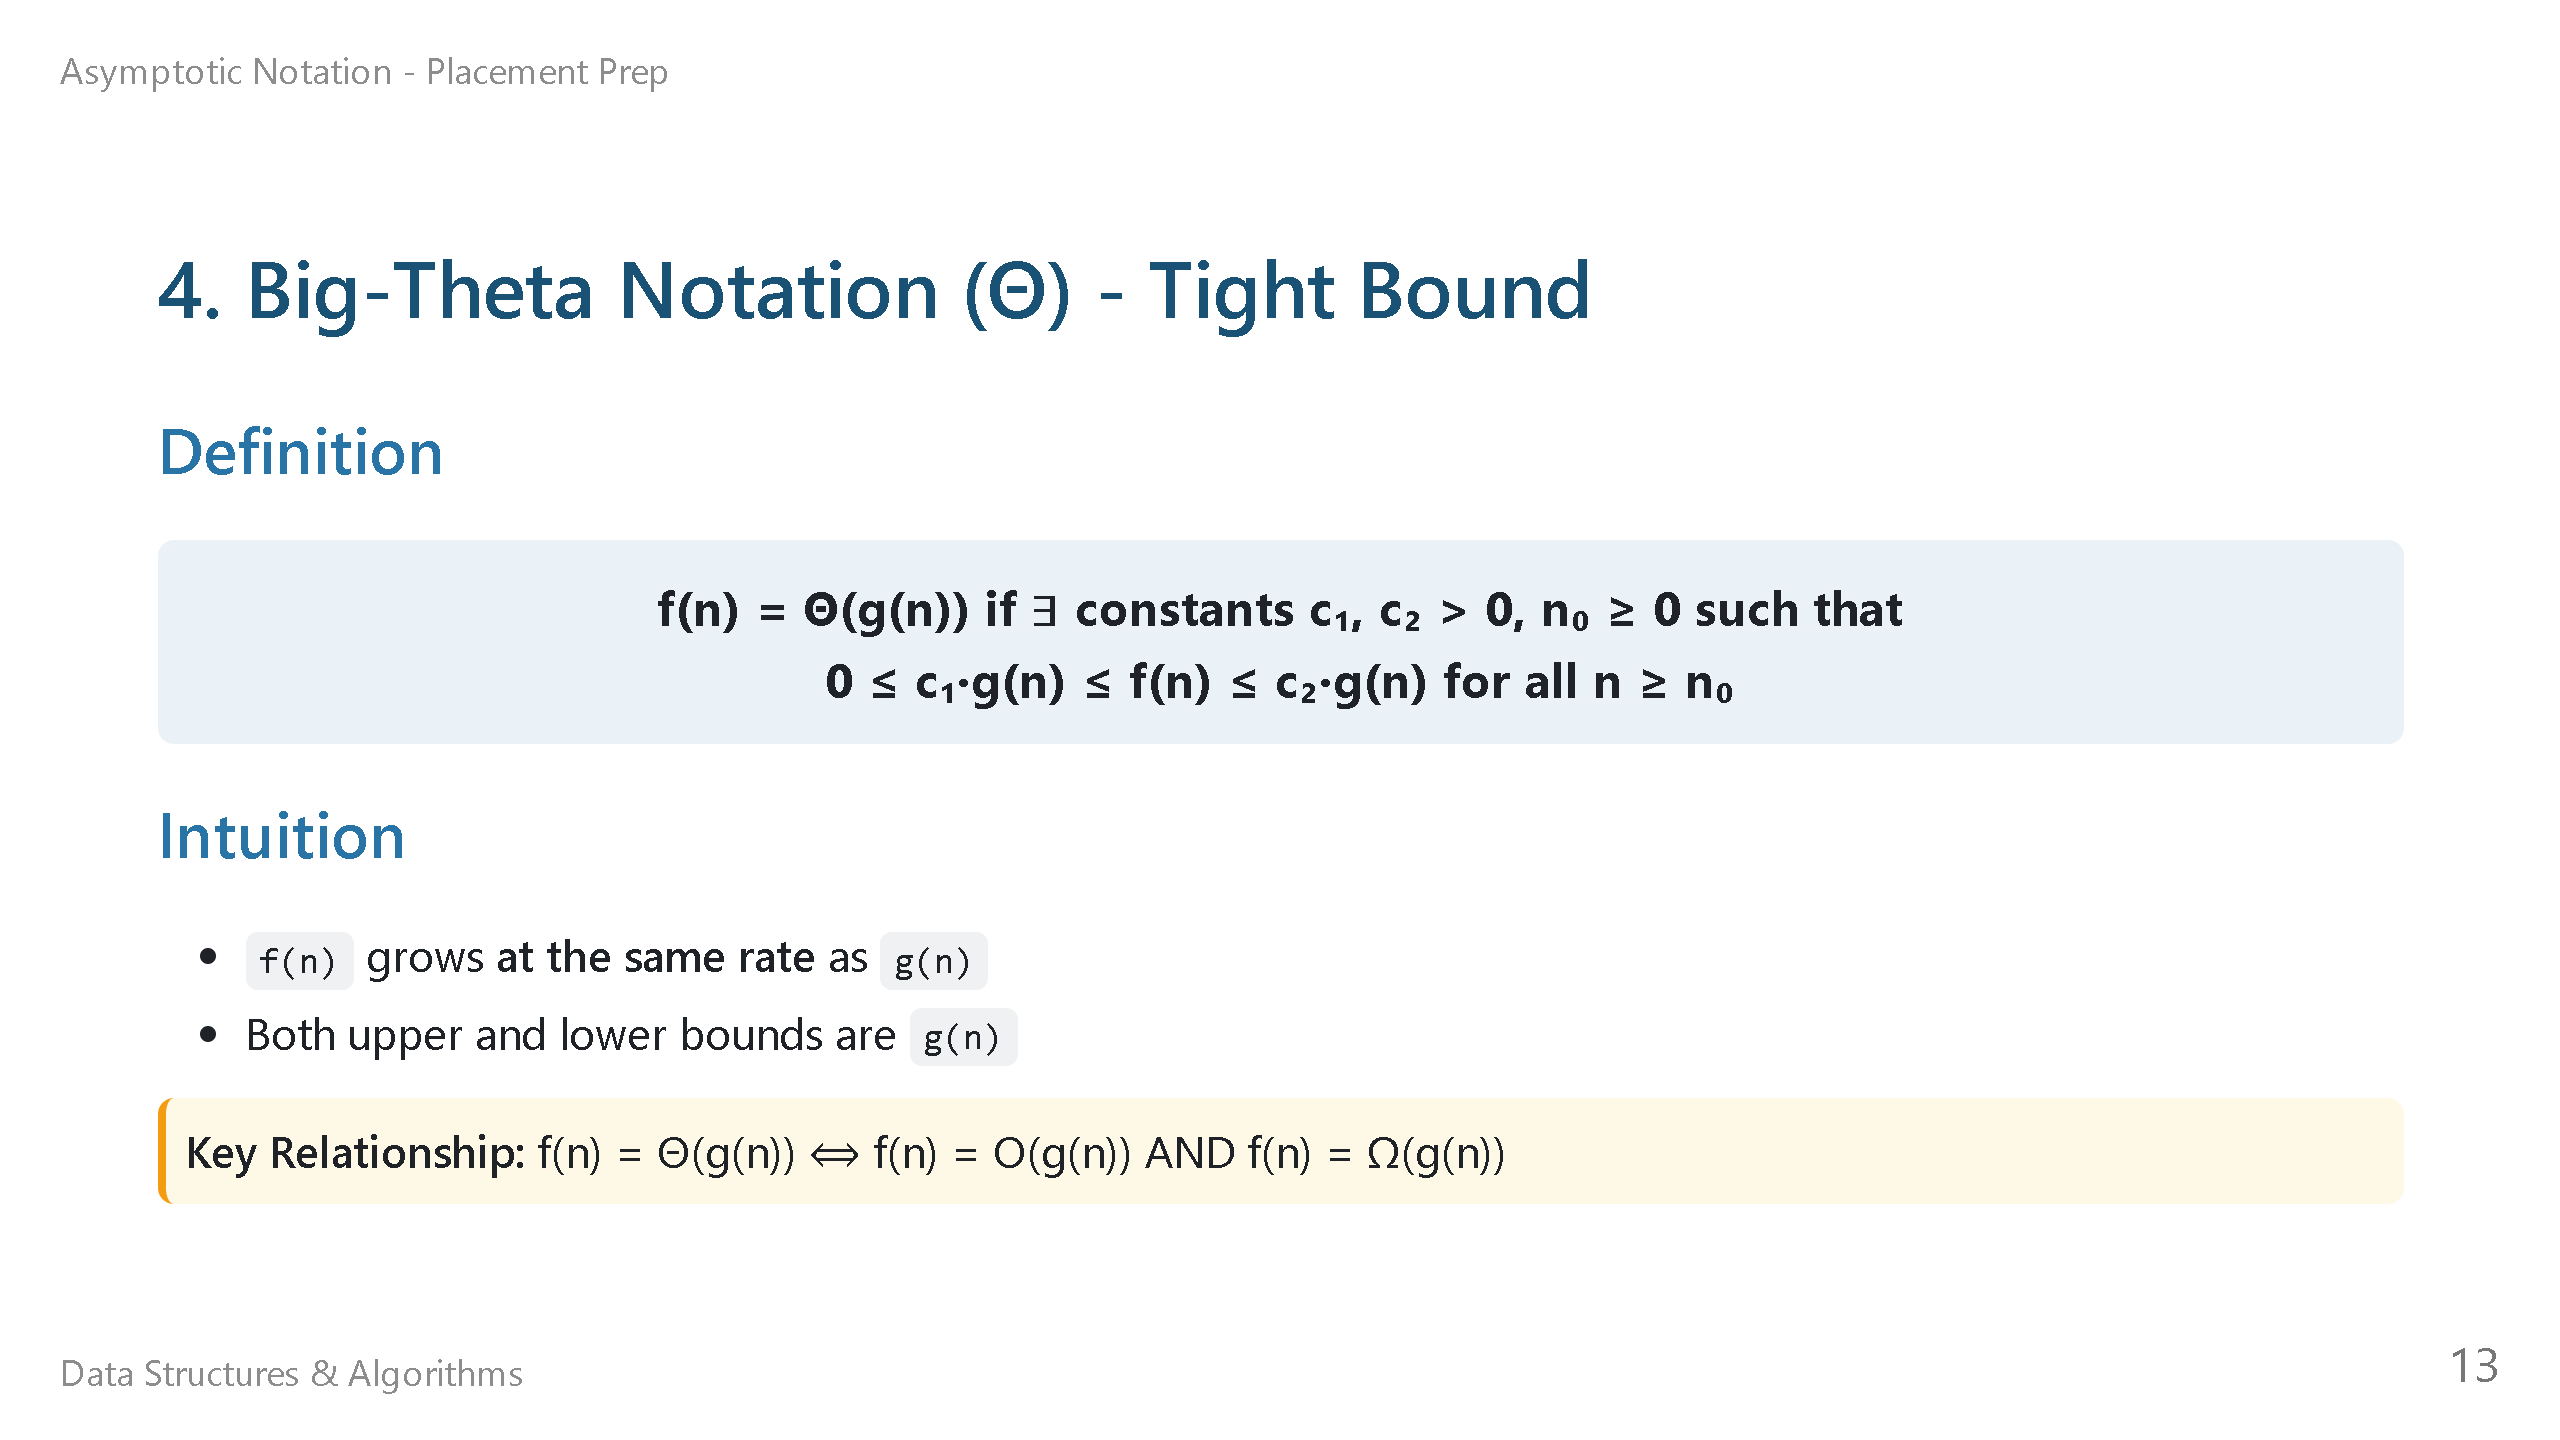 Asymptotic Notation - Placement Prep
4. Big-Theta Notation (Θ) - Tight Bound
Definition
f(n) = Θ(g(n)) if ∃ constants c₁, c₂ > 0, n₀ ≥ 0 such that
0 ≤ c₁·g(n) ≤ f(n) ≤ c₂·g(n) for all n ≥ n₀
Intuition
• f(n) grows at the same rate as g(n)
• Both upper and lower bounds are g(n)
Key Relationship: f(n) = Θ(g(n)) ⟺ f(n) = O(g(n)) AND f(n) = Ω(g(n))
Data Structures & Algorithms
13